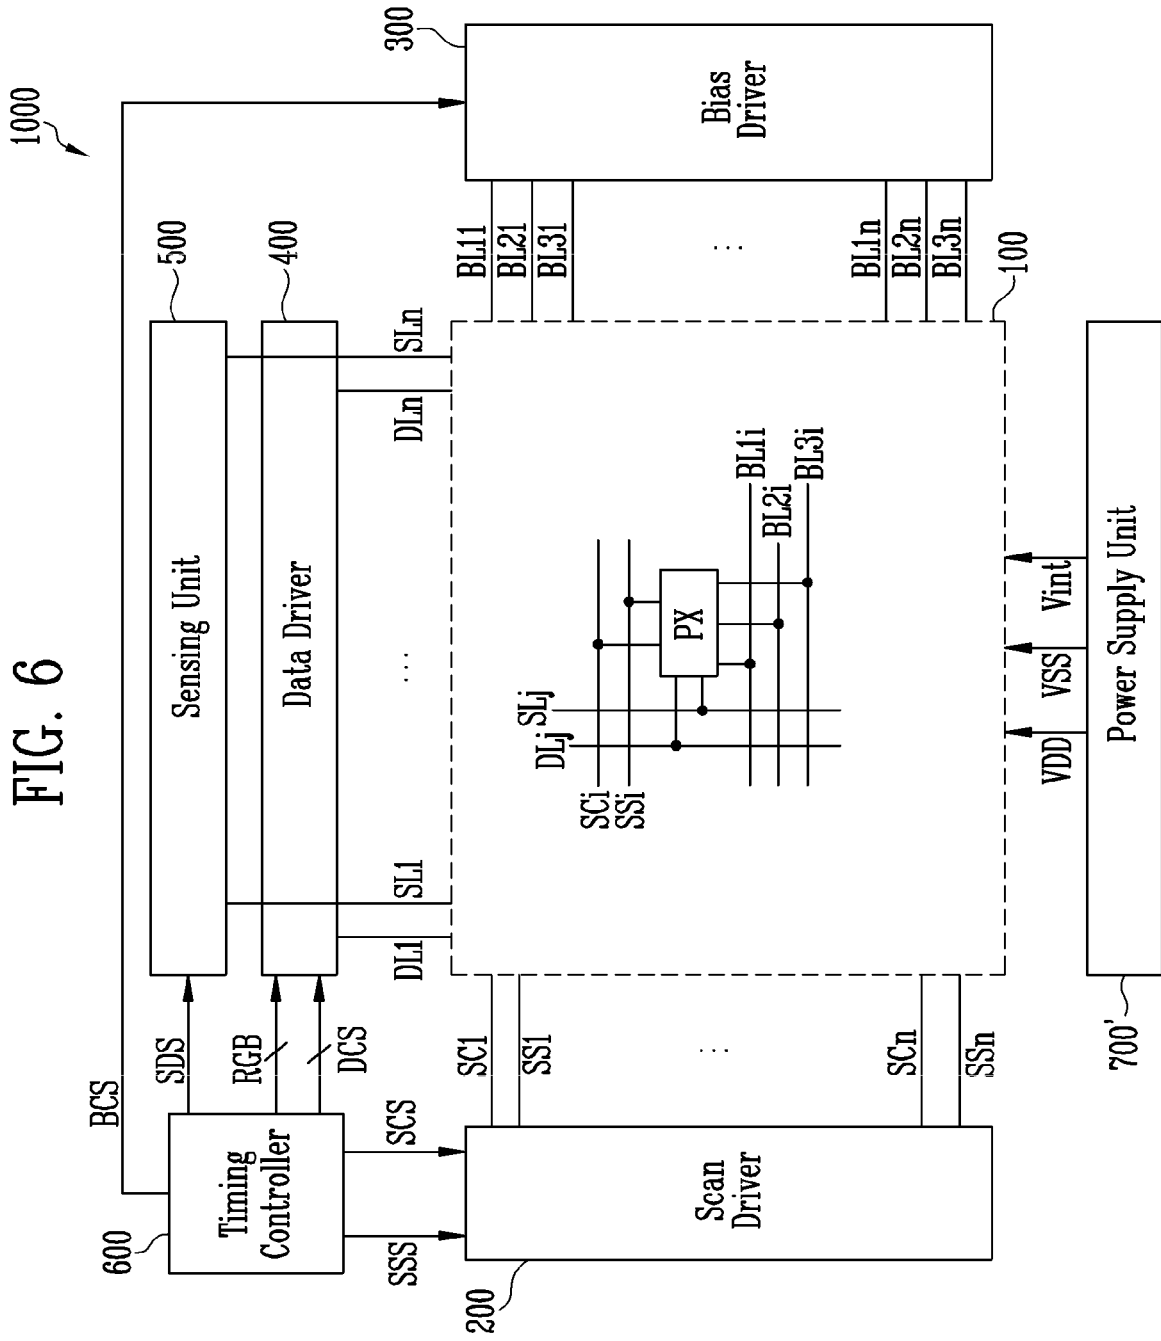 FIG. 6
1000
BCS
600
Timing
Controller
SDS
RGB
DCS
SCS
SSS
500
Sensing Unit
400
Data Driver
DL1
SL1
...
DLn
SLn
200
Scan
Driver
SC1
SS1
...
SCn
SSn
300
Bias
Driver
BL11
BL21
BL31
...
BL1n
BL2n
BL3n
100
DLj
SLj
SCi
SSi
PX
BL1i
BL2i
BL3i
VDD
VSS
Vint
Power Supply Unit
700'